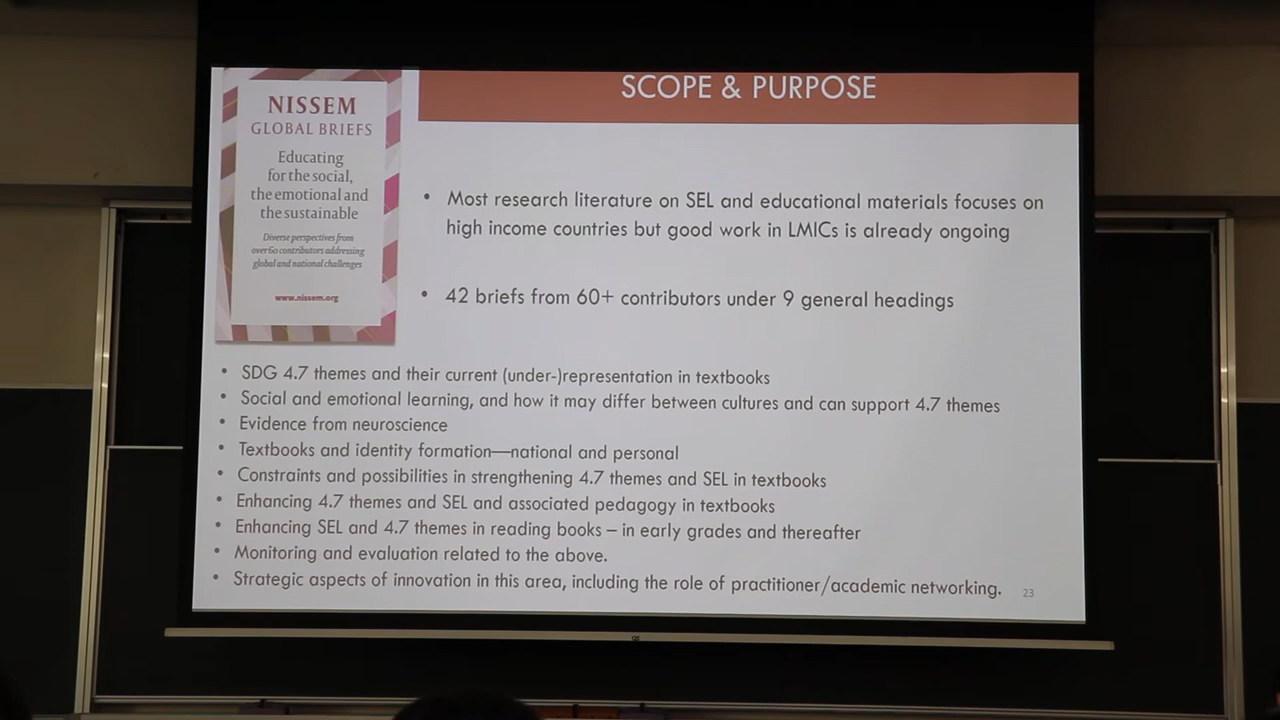 NISSEM
GLOBAL BRIEFS
Educating
for the social,
the emotional and
the sustainable
Diverse perspectives from
over 60 contributors addressing
global and national challenges
www.nissem.org
SCOPE & PURPOSE
• Most research literature on SEL and educational materials focuses on
high income countries but good work in LMICs is already ongoing
• 42 briefs from 60+ contributors under 9 general headings
• SDG 4.7 themes and their current (under-)representation in textbooks
• Social and emotional learning, and how it may differ between cultures and can support 4.7 themes
• Evidence from neuroscience
• Textbooks and identity formation—national and personal
• Constraints and possibilities in strengthening 4.7 themes and SEL in textbooks
• Enhancing 4.7 themes and SEL and associated pedagogy in textbooks
• Enhancing SEL and 4.7 themes in reading books – in early grades and thereafter
• Monitoring and evaluation related to the above.
• Strategic aspects of innovation in this area, including the role of practitioner/academic networking.
23